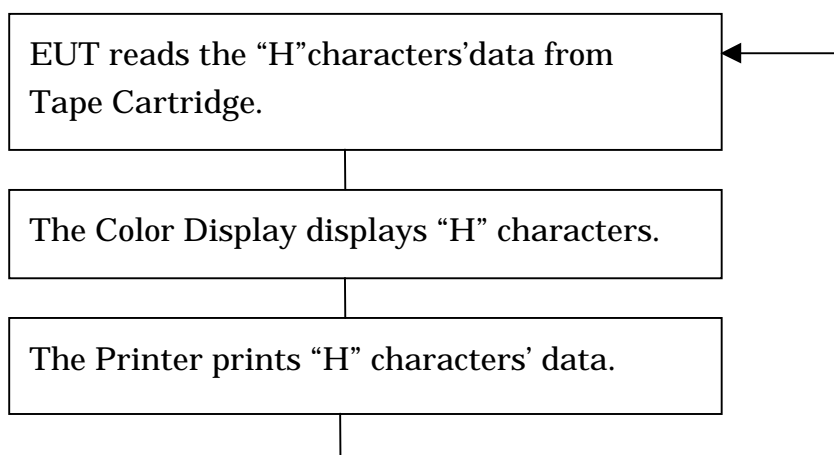 EUT reads the “H”characters’data from
Tape Cartridge.
The Color Display displays “H” characters.
The Printer prints “H” characters’ data.